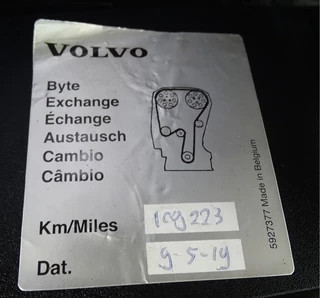 VOLVO
Byte
Exchange
Échange
Austausch
Cambio
Câmbio
Km/Miles 109223
Dat. 9-5-19
5927377 Made in Belgium